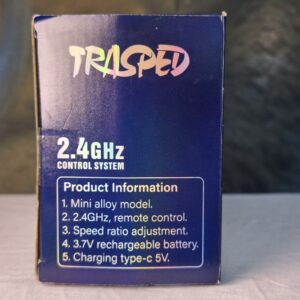 TRASPED
2.4GHz
CONTROL SYSTEM
Product Information
1. Mini alloy model.
2. 2.4GHz, remote control.
3. Speed ratio adjustment.
4. 3.7V rechargeable battery.
5. Charging type-c 5V.